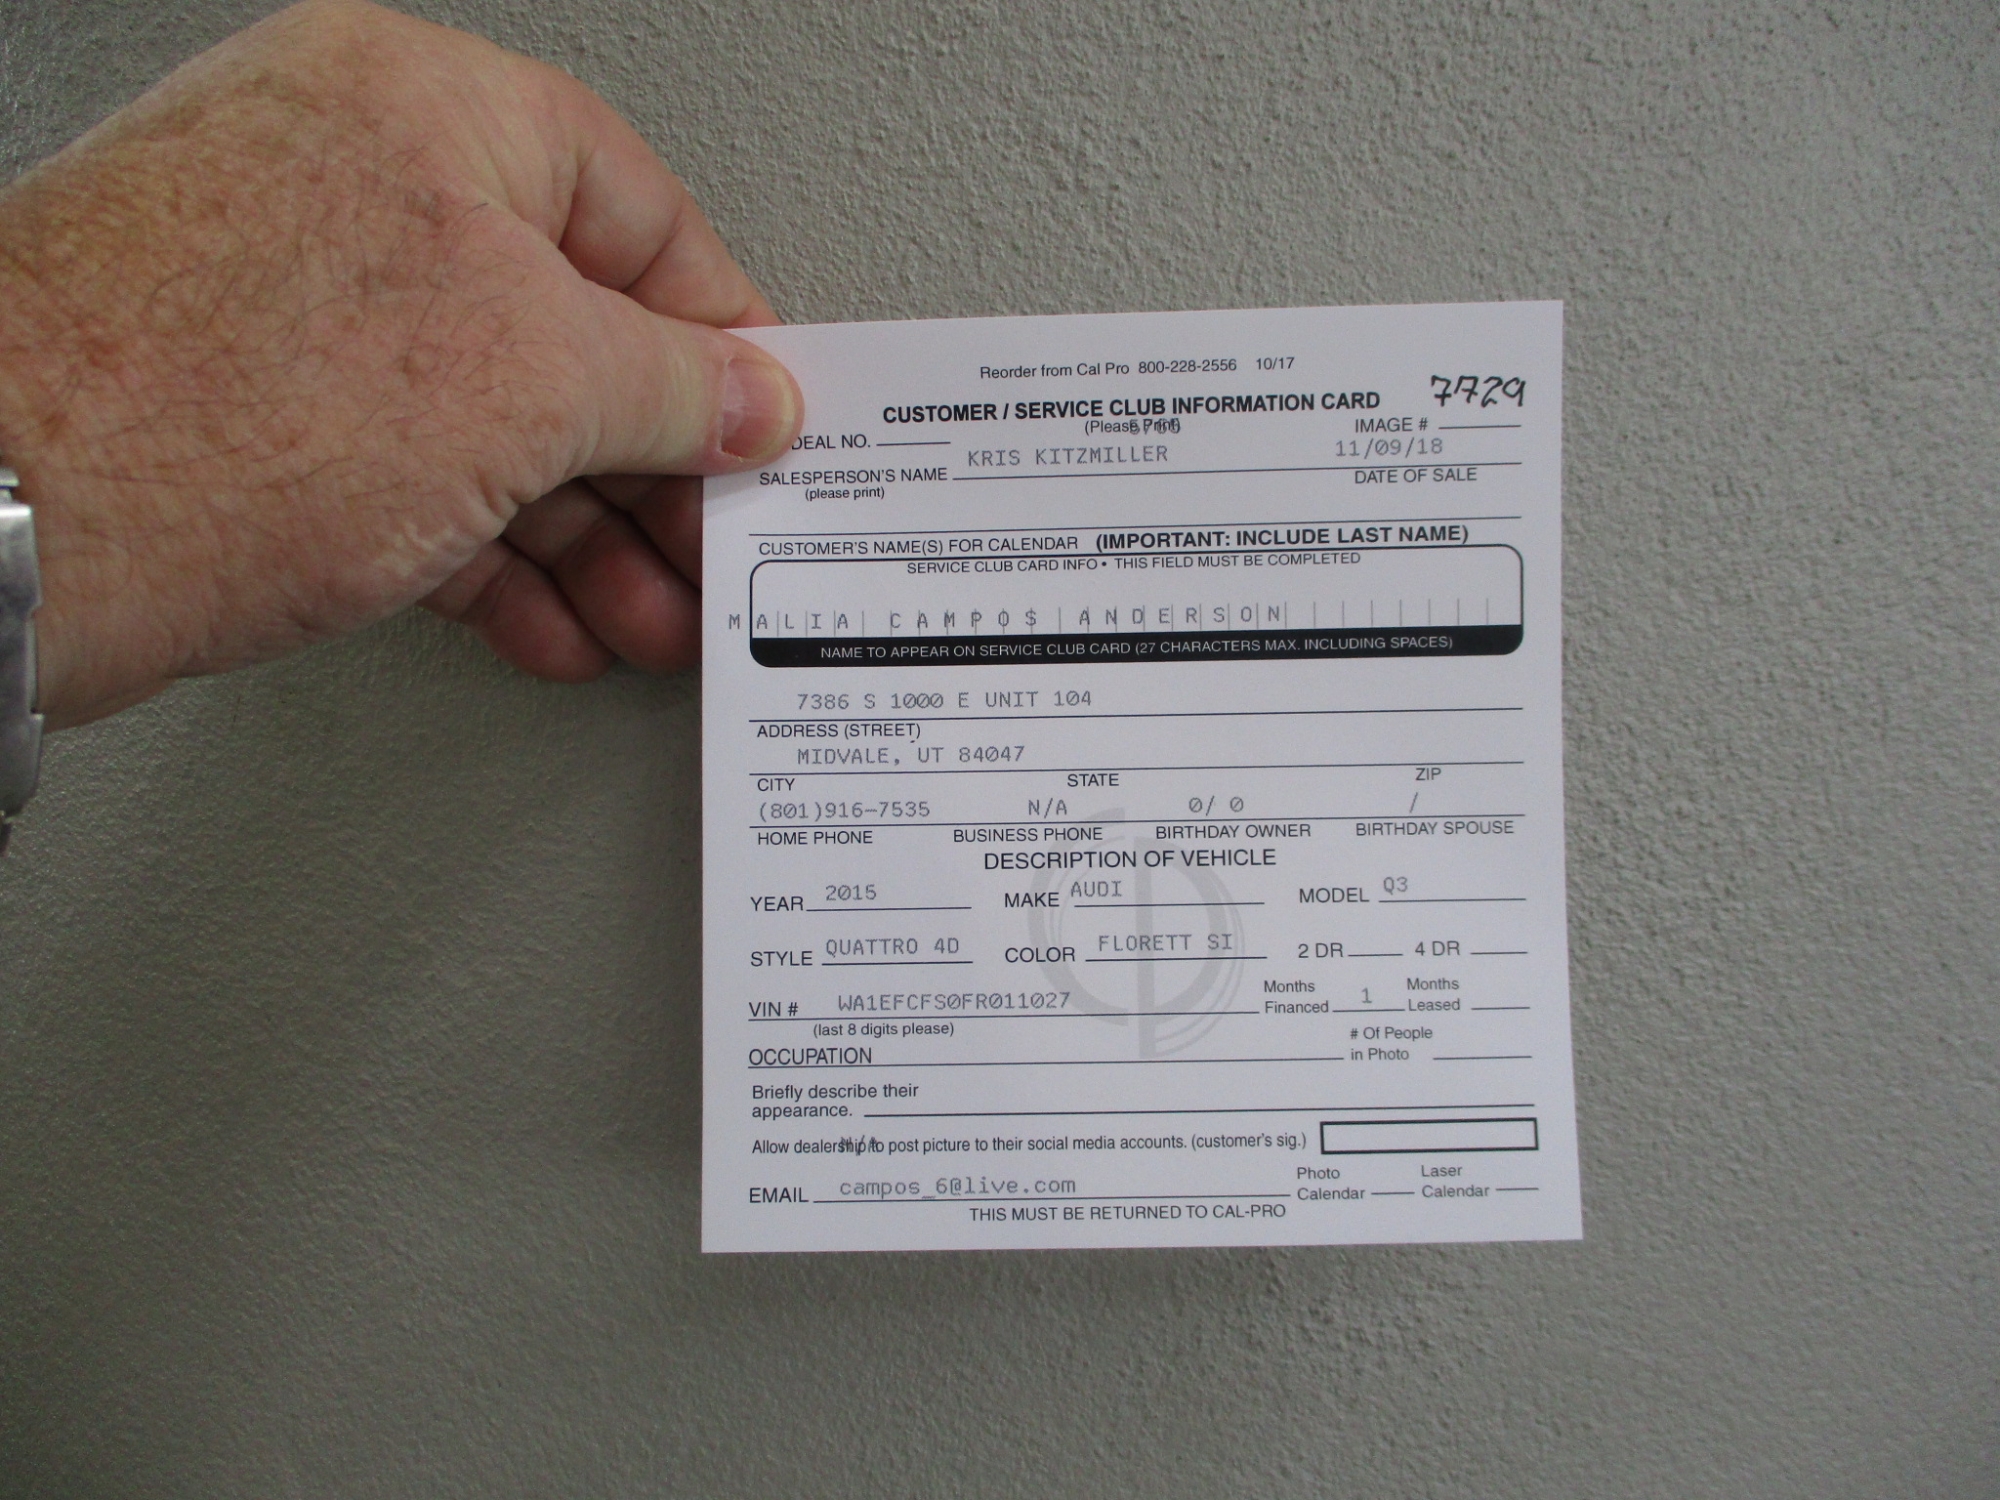 Reorder from Cal Pro 800-228-2556 10/17
7729
CUSTOMER / SERVICE CLUB INFORMATION CARD
(Please Print)
DEAL NO. IMAGE #
KRIS KITZMILLER 11/09/18
SALESPERSON'S NAME DATE OF SALE
(please print)
CUSTOMER'S NAME(S) FOR CALENDAR (IMPORTANT: INCLUDE LAST NAME)
SERVICE CLUB CARD INFO • THIS FIELD MUST BE COMPLETED
MALIA CAMPOS ANDERSON
NAME TO APPEAR ON SERVICE CLUB CARD (27 CHARACTERS MAX. INCLUDING SPACES)
7386 S 1000 E UNIT 104
ADDRESS (STREET)
MIDVALE, UT 84047
CITY STATE ZIP
(801)916-7535 N/A 0/ 0 /
HOME PHONE BUSINESS PHONE BIRTHDAY OWNER BIRTHDAY SPOUSE
DESCRIPTION OF VEHICLE
YEAR 2015 MAKE AUDI MODEL Q3
STYLE QUATTRO 4D COLOR FLORETT SI 2 DR 4 DR
VIN # WA1EFCFS0FR011027 Months Financed 1 Months Leased
(last 8 digits please)
OCCUPATION # Of People in Photo
Briefly describe their
appearance.
Allow dealership to post picture to their social media accounts. (customer's sig.)
N/A
EMAIL campos_6@live.com Photo Calendar Laser Calendar
THIS MUST BE RETURNED TO CAL-PRO